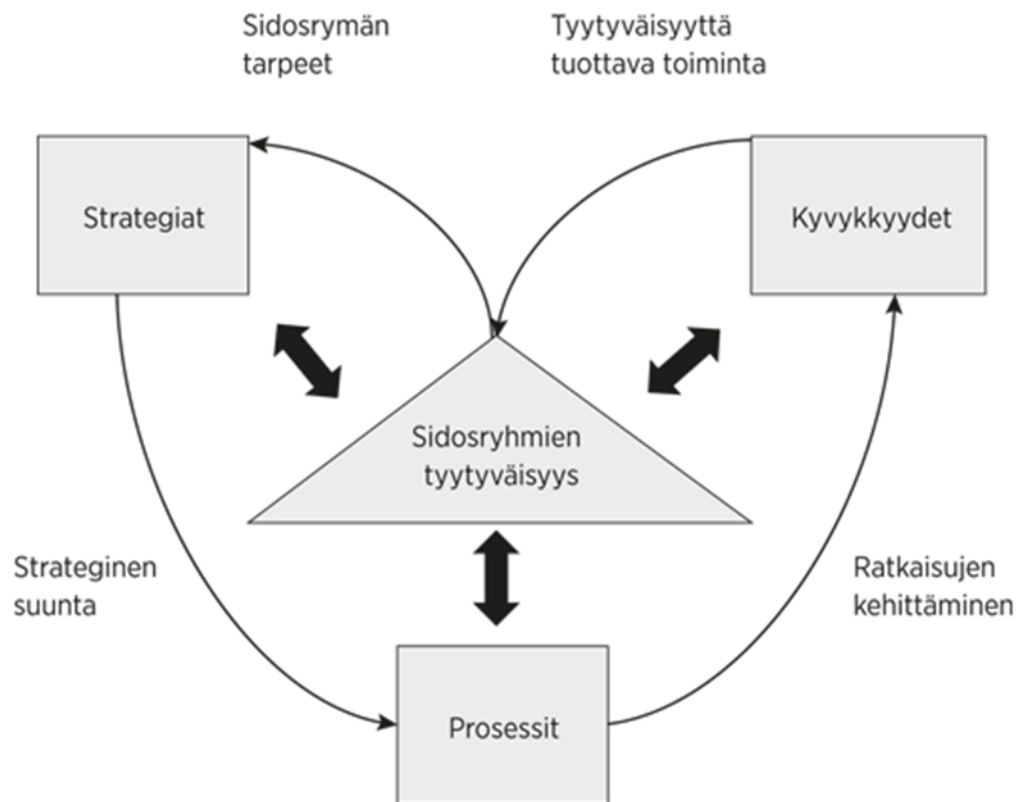 Sidosrymän
tarpeet
Tyytyväisyyttä
tuottava toiminta
Strategiat
Kyvykkyydet
Sidosryhmien
tyytyväisyys
Strateginen
suunta
Ratkaisujen
kehittäminen
Prosessit